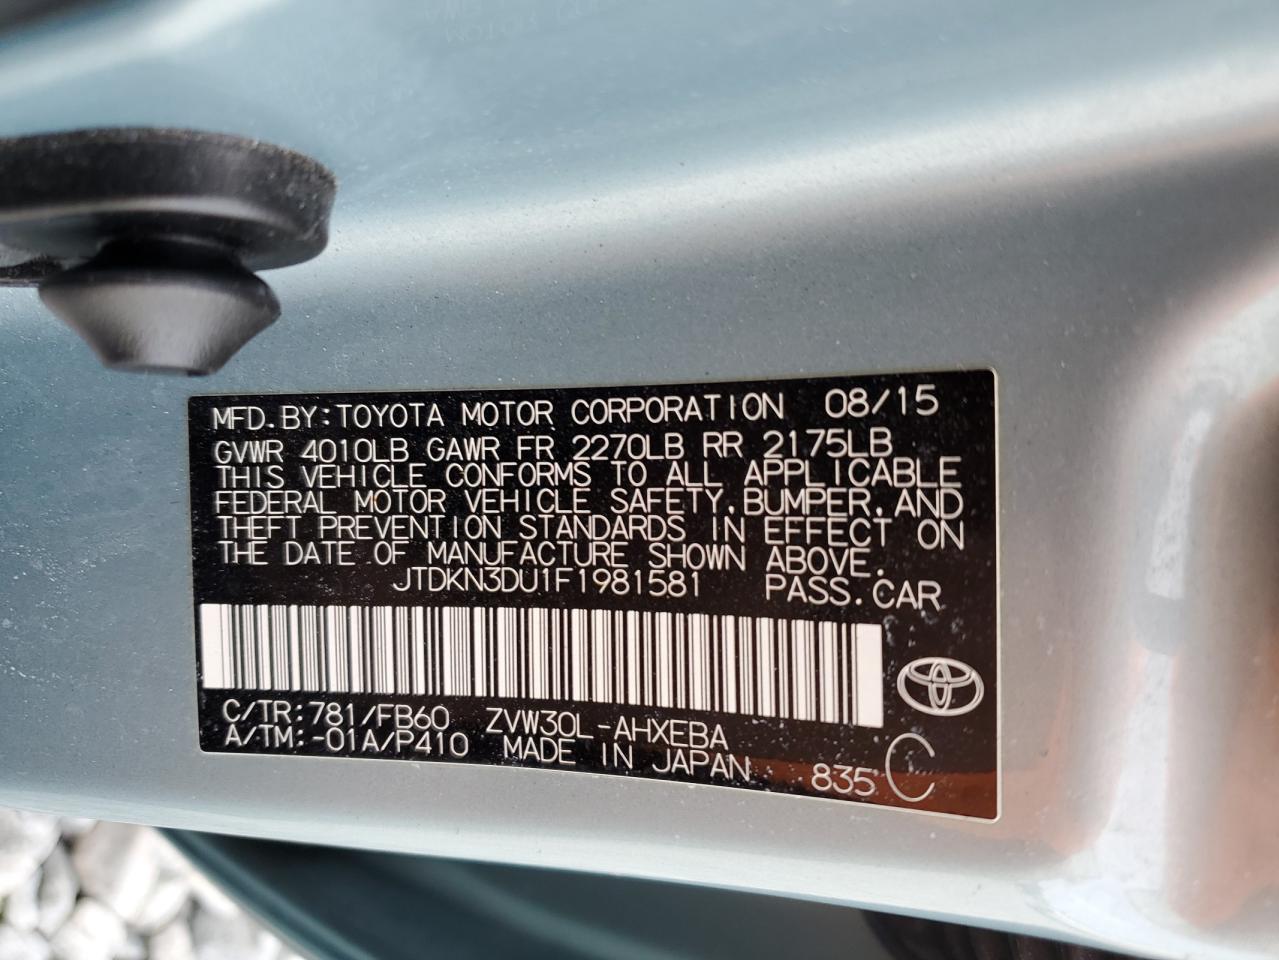 MFD.BY:TOYOTA MOTOR CORPORATION 08/15
GVWR 4010LB GAWR FR 2270LB RR 2175LB
THIS VEHICLE CONFORMS TO ALL APPLICABLE
FEDERAL MOTOR VEHICLE SAFETY,BUMPER,AND
THEFT PREVENTION STANDARDS IN EFFECT ON
THE DATE OF MANUFACTURE SHOWN ABOVE.
JTDKN3DU1F1981581 PASS.CAR
C/TR:781/FB60 ZVW30L-AHXEBA
A/TM:-01A/P410 MADE IN JAPAN 835 C